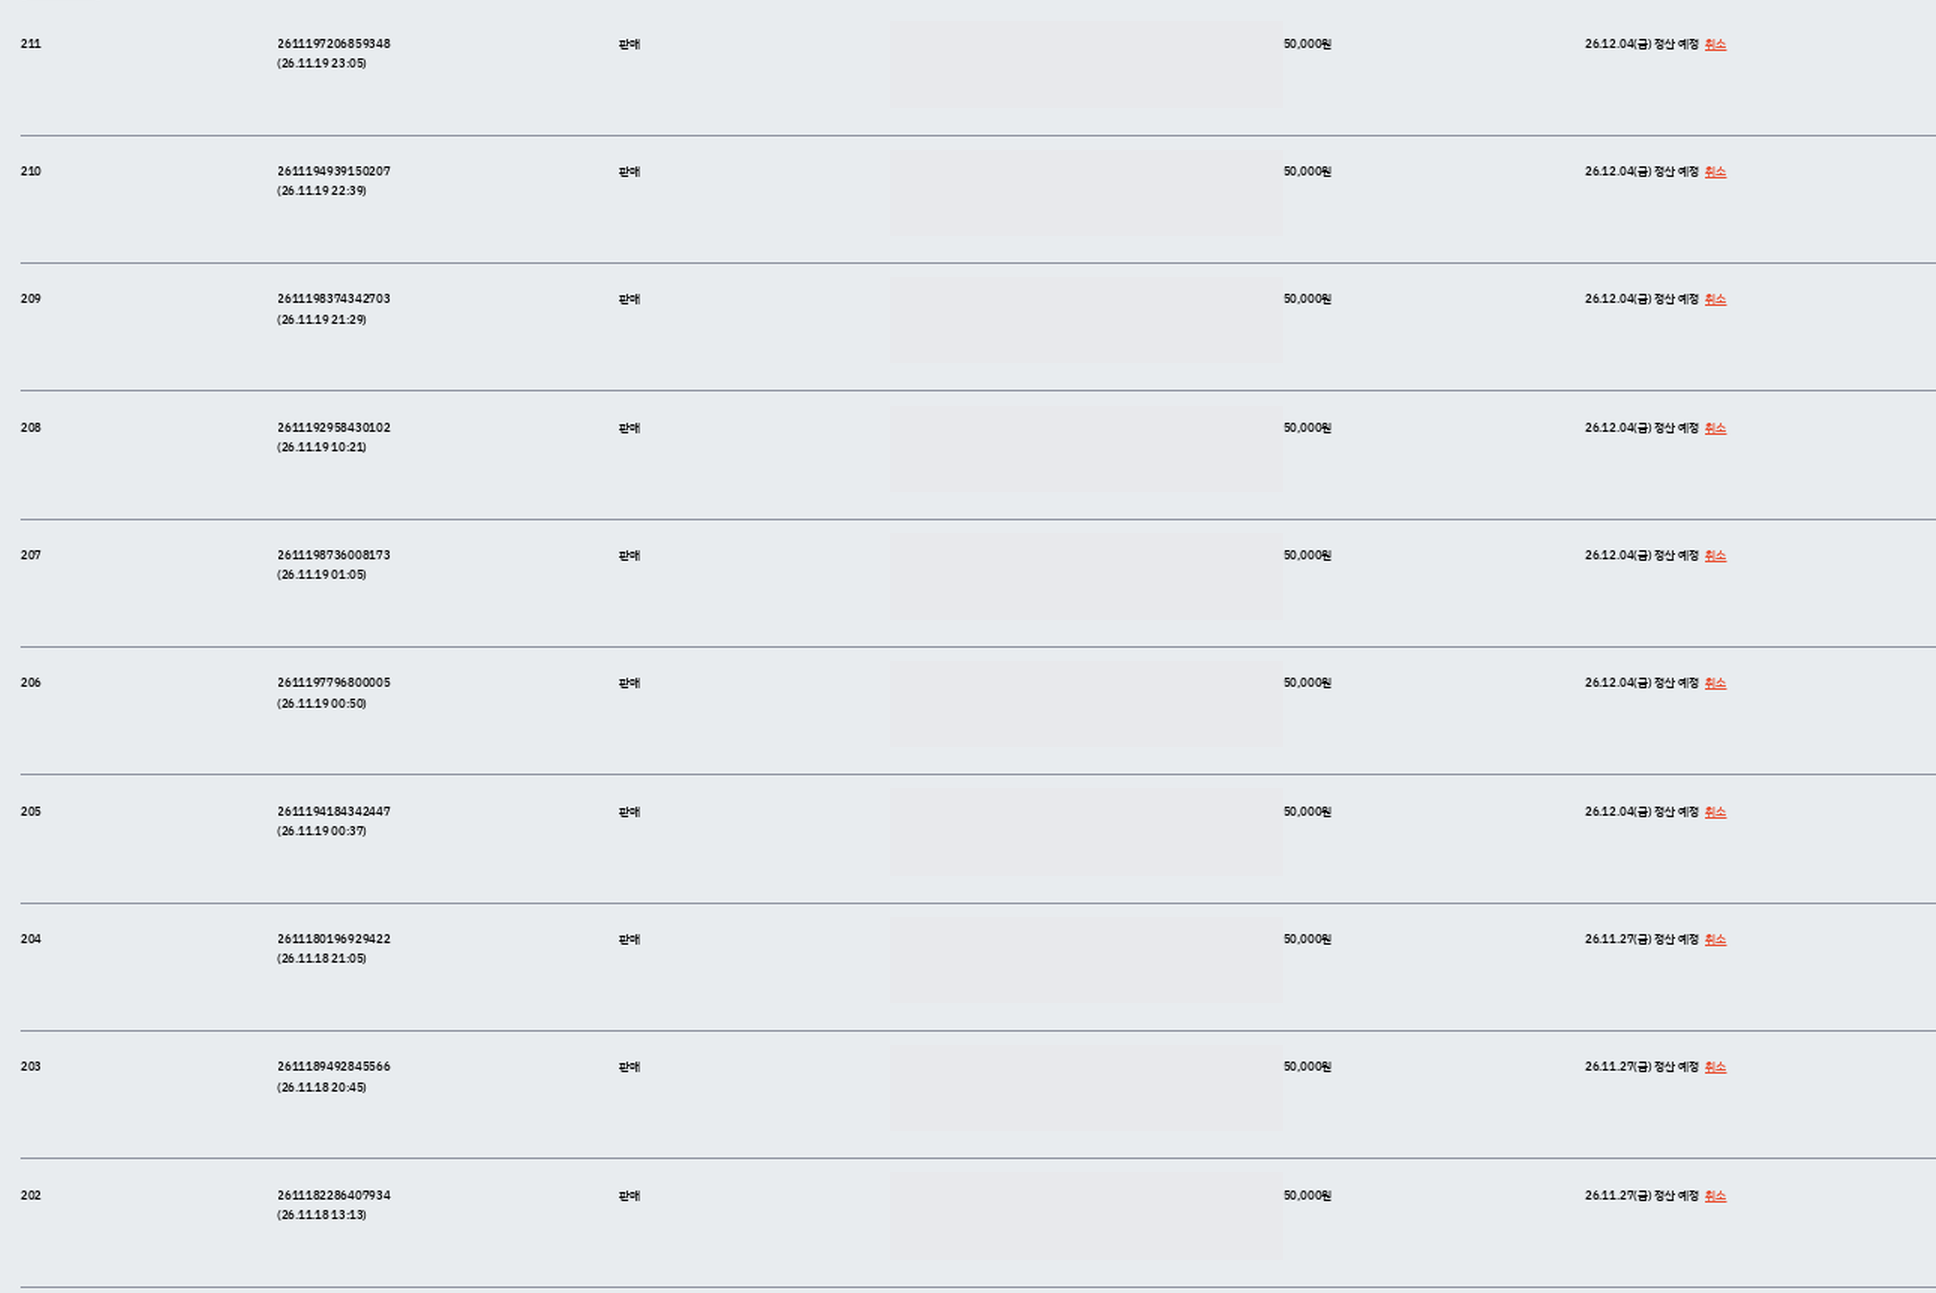 211 2611197206859348 판매 50,000원 26.12.04(금) 정산 예정 취소
(26.11.19 23:05)
210 2611194939150207 판매 50,000원 26.12.04(금) 정산 예정 취소
(26.11.19 22:39)
209 2611198374342703 판매 50,000원 26.12.04(금) 정산 예정 취소
(26.11.19 21:29)
208 2611192958430102 판매 50,000원 26.12.04(금) 정산 예정 취소
(26.11.19 10:21)
207 2611198736008173 판매 50,000원 26.12.04(금) 정산 예정 취소
(26.11.19 01:05)
206 2611197796800005 판매 50,000원 26.12.04(금) 정산 예정 취소
(26.11.19 00:50)
205 2611194184342447 판매 50,000원 26.12.04(금) 정산 예정 취소
(26.11.19 00:37)
204 2611180196929422 판매 50,000원 26.11.27(금) 정산 예정 취소
(26.11.18 21:05)
203 2611189492845566 판매 50,000원 26.11.27(금) 정산 예정 취소
(26.11.18 20:45)
202 2611182286407934 판매 50,000원 26.11.27(금) 정산 예정 취소
(26.11.18 13:13)